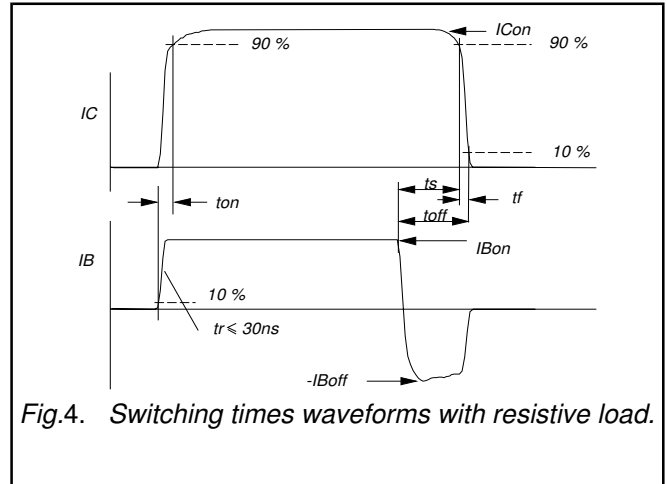 ICon
90 %
90 %
IC
10 %
ts
ton
tf
toff
IB
IBon
10 %
tr ⩽ 30ns
-IBoff
Fig.4. Switching times waveforms with resistive load.